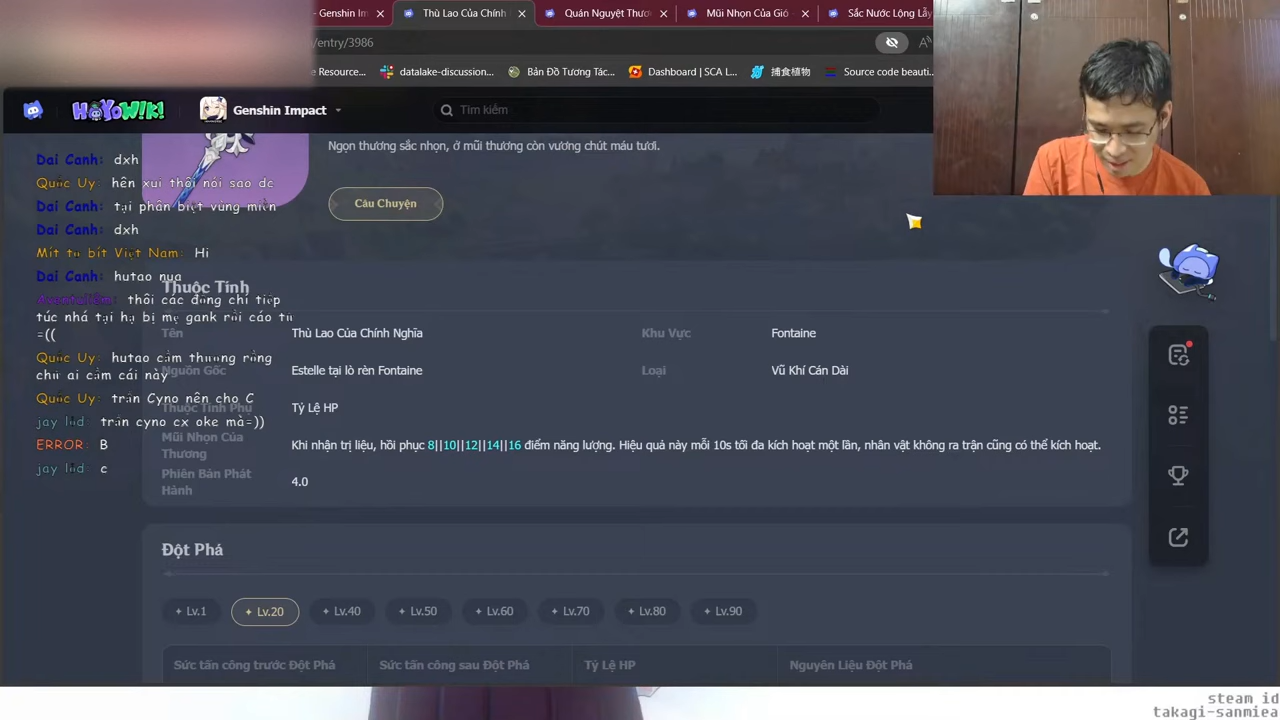 - Genshin Im
Thù Lao Của Chính
Quán Nguyệt Thươ
Mũi Nhọn Của Gió
Sắc Nước Lộng Lẫy
/entry/3986
Resource...
datalake-discussion...
Bản Đồ Tương Tác...
Dashboard | SCA L...
捕食植物
Source code beauti...
HoYoWiki
Genshin Impact
Tìm kiếm
Ngọn thương sắc nhọn, ở mũi thương còn vương chút máu tươi.
Câu Chuyện
Dai Canh: dxh
Quốc Uy: hên xui thôi nói sao dc
Dai Canh: tại phân biệt vùng miền
Dai Canh: dxh
Mít tu bít Việt Nam: Hi
Dai Canh: hutao nua
thôi các đồng chí tiếp
túc nhá tại hạ bị mẹ gank rồi cáo tù
=((
Quốc Uy: hutao cầm thương rồng
chứ ai cầm cái này
Quốc Uy: trấn Cyno nên cho C
jay lìd: trấn cyno cx oke mà=))
ERROR: B
jay lìd: c
Thuộc Tính
Tên
Thù Lao Của Chính Nghĩa
Khu Vực
Fontaine
Nguồn Gốc
Estelle tại lò rèn Fontaine
Loại
Vũ Khí Cán Dài
Thuộc Tính Phụ
Tỷ Lệ HP
Mũi Nhọn Của
Thương
Khi nhận trị liệu, hồi phục 8||10||12||14||16 điểm năng lượng. Hiệu quả này mỗi 10s tối đa kích hoạt một lần, nhân vật không ra trận cũng có thể kích hoạt.
Phiên Bản Phát
Hành
4.0
Đột Phá
Lv.1
Lv.20
Lv.40
Lv.50
Lv.60
Lv.70
Lv.80
Lv.90
Sức tấn công trước Đột Phá
Sức tấn công sau Đột Phá
Tỷ Lệ HP
Nguyên Liệu Đột Phá
steam id
takagi-sanmiea